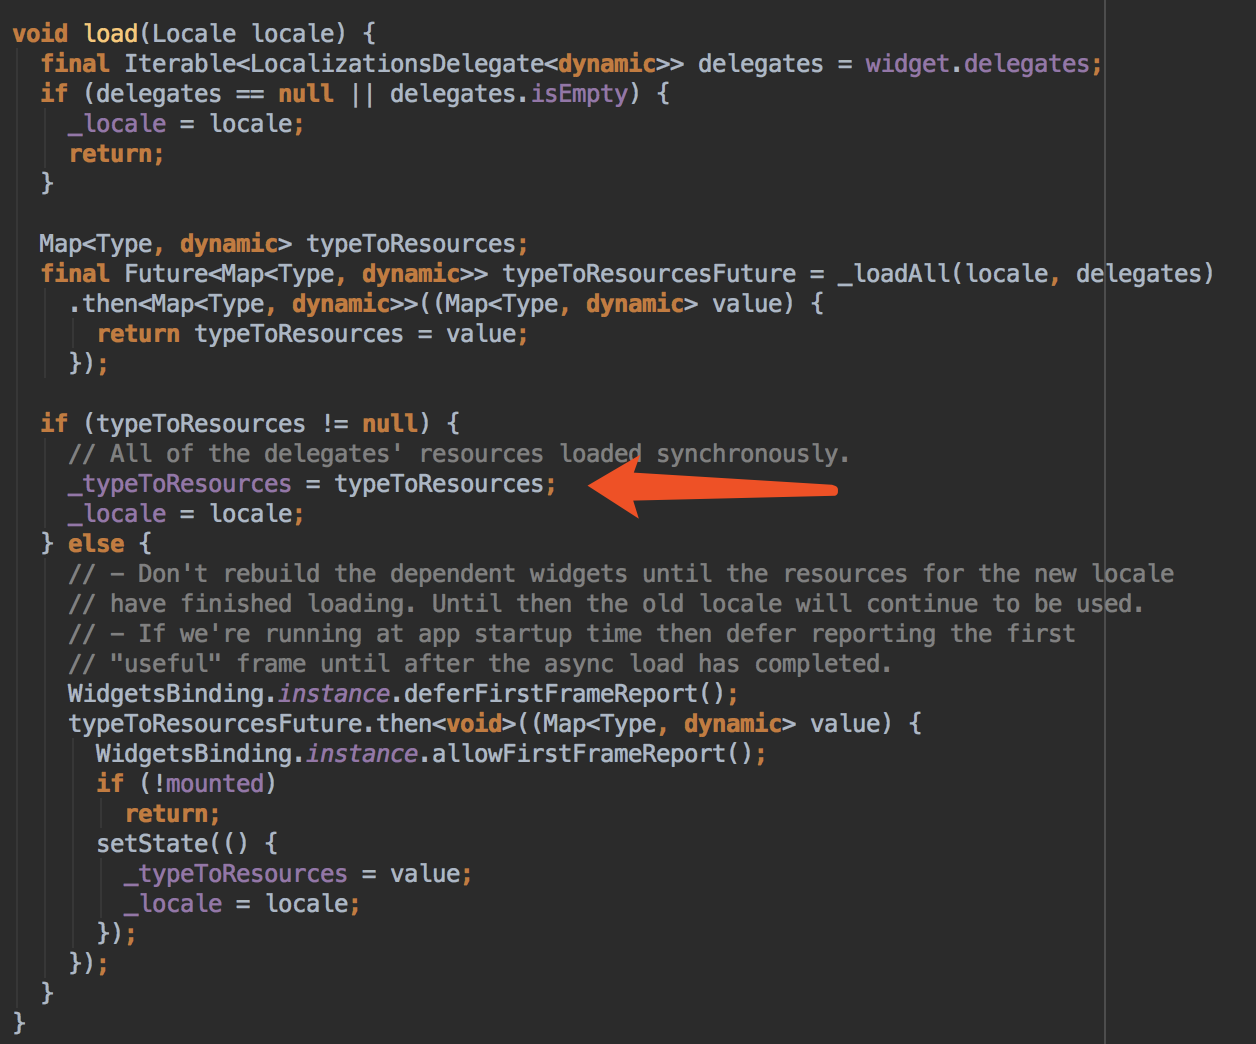 void load(Locale locale) {
  final Iterable<LocalizationsDelegate<dynamic>> delegates = widget.delegates;
  if (delegates == null || delegates.isEmpty) {
    _locale = locale;
    return;
  }

  Map<Type, dynamic> typeToResources;
  final Future<Map<Type, dynamic>> typeToResourcesFuture = _loadAll(locale, delegates)
    .then<Map<Type, dynamic>>((Map<Type, dynamic> value) {
      return typeToResources = value;
    });

  if (typeToResources != null) {
    // All of the delegates' resources loaded synchronously.
    _typeToResources = typeToResources;
    _locale = locale;
  } else {
    // – Don't rebuild the dependent widgets until the resources for the new locale
    // have finished loading. Until then the old locale will continue to be used.
    // – If we're running at app startup time then defer reporting the first
    // "useful" frame until after the async load has completed.
    WidgetsBinding.instance.deferFirstFrameReport();
    typeToResourcesFuture.then<void>((Map<Type, dynamic> value) {
      WidgetsBinding.instance.allowFirstFrameReport();
      if (!mounted)
        return;
      setState(() {
        _typeToResources = value;
        _locale = locale;
      });
    });
  }
}